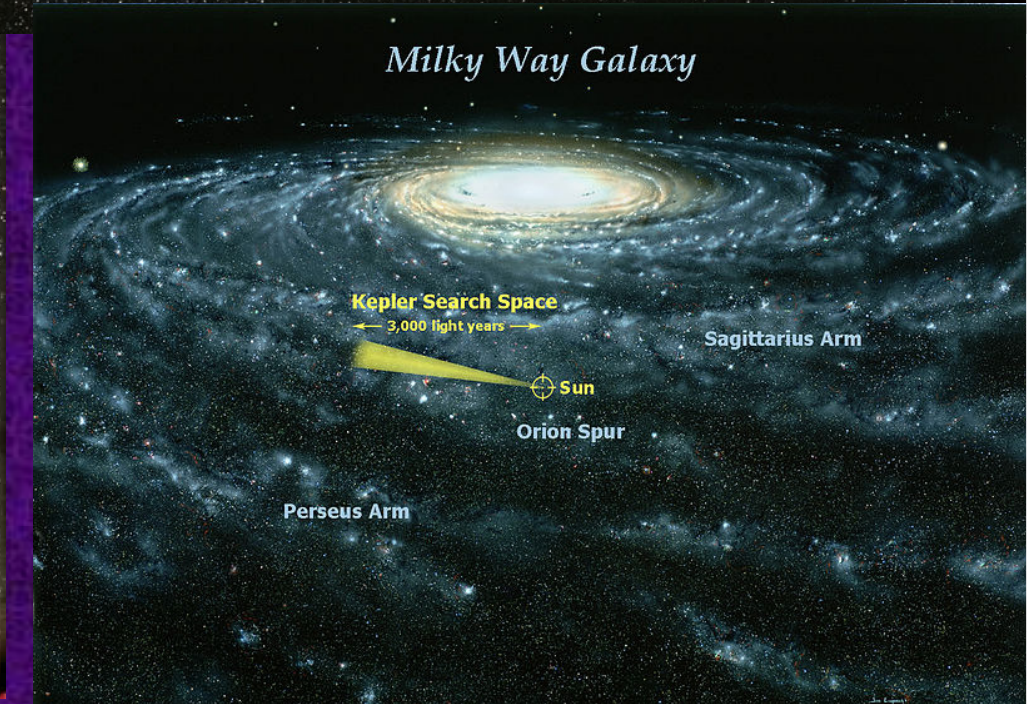 Milky Way Galaxy
Kepler Search Space
3,000 light years
Sagittarius Arm
Sun
Orion Spur
Perseus Arm